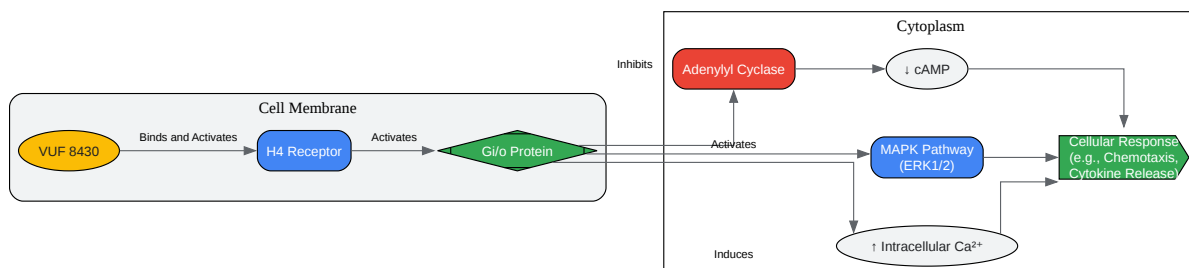 Cytoplasm
Inhibits
Adenylyl Cyclase
↓ cAMP
Cell Membrane
VUF 8430
Binds and Activates
H4 Receptor
Activates
Gi/o Protein
Activates
MAPK Pathway
(ERK1/2)
Cellular Response
(e.g., Chemotaxis,
Cytokine Release)
Induces
↑ Intracellular Ca²⁺